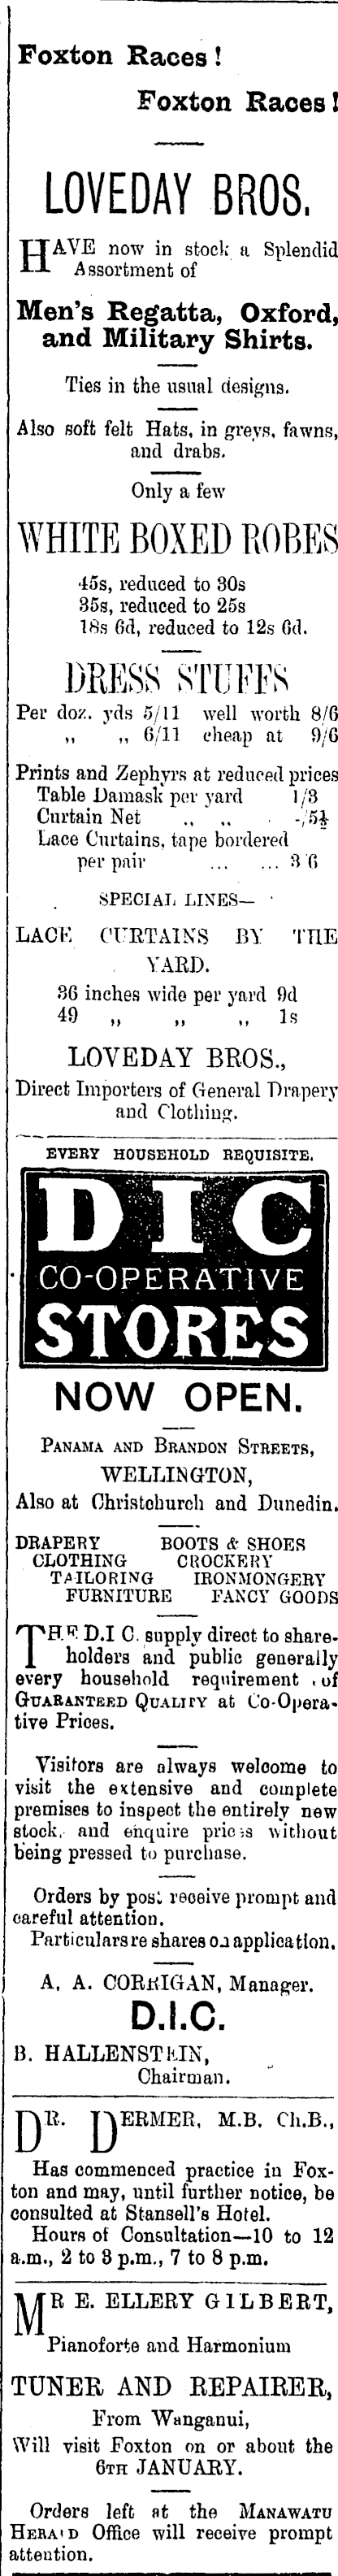 Foxton Races!
Foxton Races!
LOVEDAY BROS.
HAVE now in stock a Splendid
Assortment of
Men's Regatta, Oxford,
and Military Shirts.
Ties in the usual designs.
Also soft felt Hats, in greys, fawns,
and drabs.
Only a few
WHITE BOXED ROBES
45s, reduced to 30s
35s, reduced to 25s
18s 6d, reduced to 12s 6d.
DRESS STUFFS
Per doz. yds 5/11 well worth 8/6
„ „ 6/11 cheap at 9/6
Prints and Zephyrs at reduced prices
Table Damask per yard 1/3
Curtain Net „ „ -/5½
Lace Curtains, tape bordered
per pair ... ... 3/6
SPECIAL LINES—
LACE CURTAINS BY THE
YARD.
36 inches wide per yard 9d
49 „ „ „ 1s
LOVEDAY BROS.,
Direct Importers of General Drapery
and Clothing.
EVERY HOUSEHOLD REQUISITE.
DIC
CO-OPERATIVE
STORES
NOW OPEN.
PANAMA AND BRANDON STREETS,
WELLINGTON,
Also at Christchurch and Dunedin.
DRAPERY BOOTS & SHOES
CLOTHING CROCKERY
TAILORING IRONMONGERY
FURNITURE FANCY GOODS
THE D.I C. supply direct to share-
holders and public generally
every household requirement of
GUARANTEED QUALITY at Co-Opera-
tive Prices.
Visitors are always welcome to
visit the extensive and complete
premises to inspect the entirely new
stock, and enquire prices without
being pressed to purchase.
Orders by post receive prompt and
careful attention.
Particulars re shares on application.
A. A. CORRIGAN, Manager.
D.I.C.
B. HALLENSTEIN,
Chairman.
DR. DERMER, M.B. Ch.B.,
Has commenced practice in Fox-
ton and may, until further notice, be
consulted at Stansell's Hotel.
Hours of Consultation—10 to 12
a.m., 2 to 3 p.m., 7 to 8 p.m.
MR E. ELLERY GILBERT,
Pianoforte and Harmonium
TUNER AND REPAIRER,
From Wanganui,
Will visit Foxton on or about the
6TH JANUARY.
Orders left at the MANAWATU
HERALD Office will receive prompt
attention.